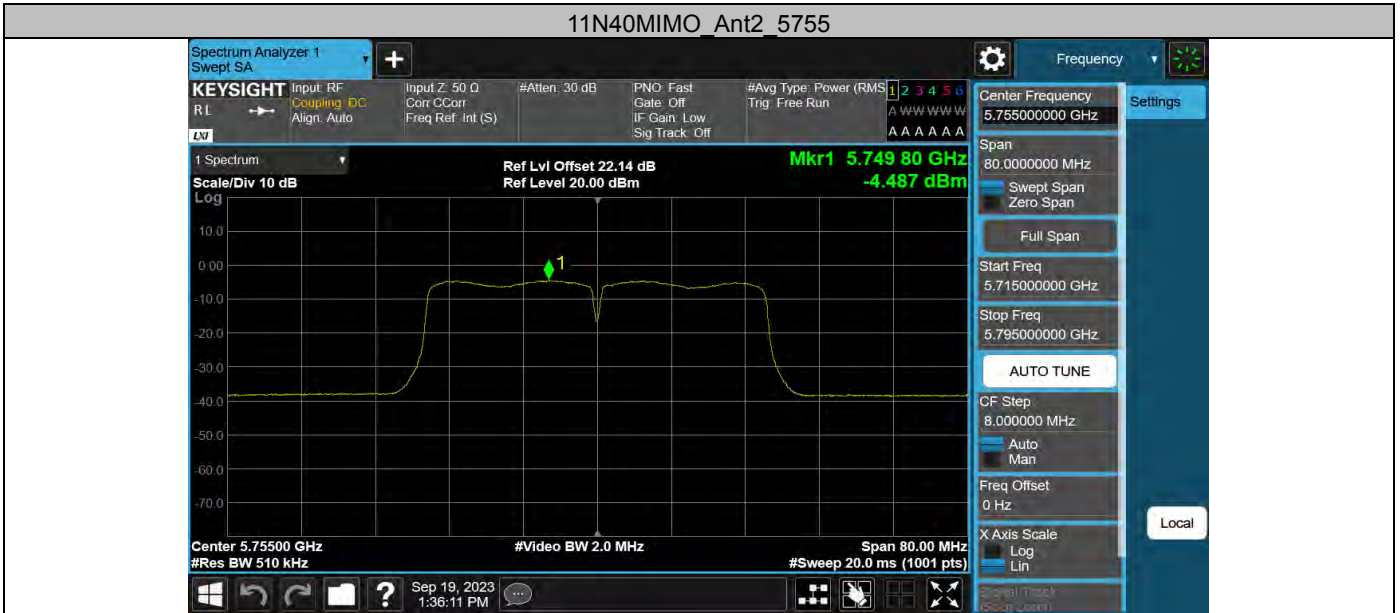 11N40MIMO_Ant2_5755
Spectrum Analyzer 1
Swept SA
+
Frequency
KEYSIGHT
R L
LXI
Input: RF
Coupling: DC
Align: Auto
Input Z: 50 Ω
Corr CCorr
Freq Ref: Int (S)
#Atten: 30 dB
PNO: Fast
Gate: Off
IF Gain: Low
Sig Track: Off
#Avg Type: Power (RMS
Trig: Free Run
1 2 3 4 5 6
A W W W W W
A A A A A A
1 Spectrum
Scale/Div 10 dB
Ref Lvl Offset 22.14 dB
Ref Level 20.00 dBm
Mkr1 5.749 80 GHz
-4.487 dBm
Log
10.0
0.00
-10.0
-20.0
-30.0
-40.0
-50.0
-60.0
-70.0
1
Center 5.75500 GHz
#Res BW 510 kHz
#Video BW 2.0 MHz
Span 80.00 MHz
#Sweep 20.0 ms (1001 pts)
?
Sep 19, 2023
1:36:11 PM
Center Frequency
5.755000000 GHz
Settings
Span
80.0000000 MHz
Swept Span
Zero Span
Full Span
Start Freq
5.715000000 GHz
Stop Freq
5.795000000 GHz
AUTO TUNE
CF Step
8.000000 MHz
Auto
Man
Freq Offset
0 Hz
X Axis Scale
Log
Lin
Signal Track
(Span Zoom)
Local